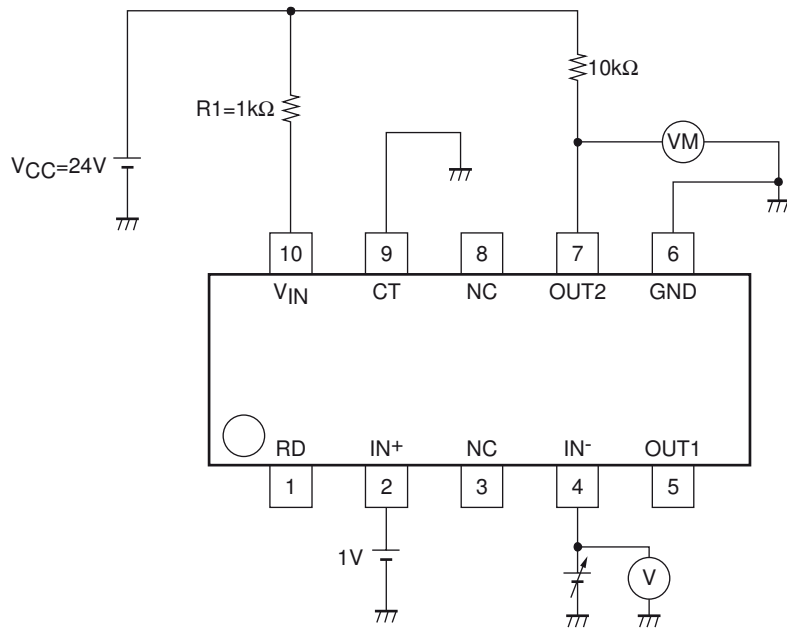 10kΩ
R1=1kΩ
VM
VCC=24V
10 9 8 7 6
VIN CT NC OUT2 GND
RD IN+ NC IN- OUT1
1 2 3 4 5
1V
V